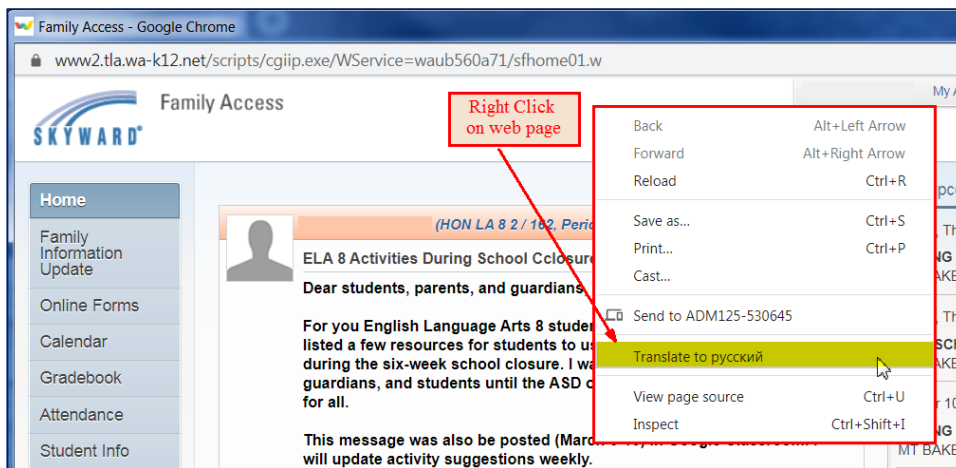 Family Access - Google Chrome
www2.tla.wa-k12.net/scripts/cgiip.exe/WService=waub560a71/sfhome01.w
My
SKYWARD®
Family Access
Right Click
on web page
Back Alt+Left Arrow
Forward Alt+Right Arrow
Reload Ctrl+R
Save as... Ctrl+S
Print... Ctrl+P
Cast...
Send to ADM125-530645
Translate to русский
View page source Ctrl+U
Inspect Ctrl+Shift+I
Home
Family
Information
Update
Online Forms
Calendar
Gradebook
Attendance
Student Info
(HON LA 8 2 / 162,
ELA 8 Activities During School Cclosure
Dear students, parents, and guardians,
For you English Language Arts 8
listed a few resources for students to
during the six-week school closure. I
guardians, and students until the ASD
for all.
This message was also be posted
will update activity suggestions weekly.
MT